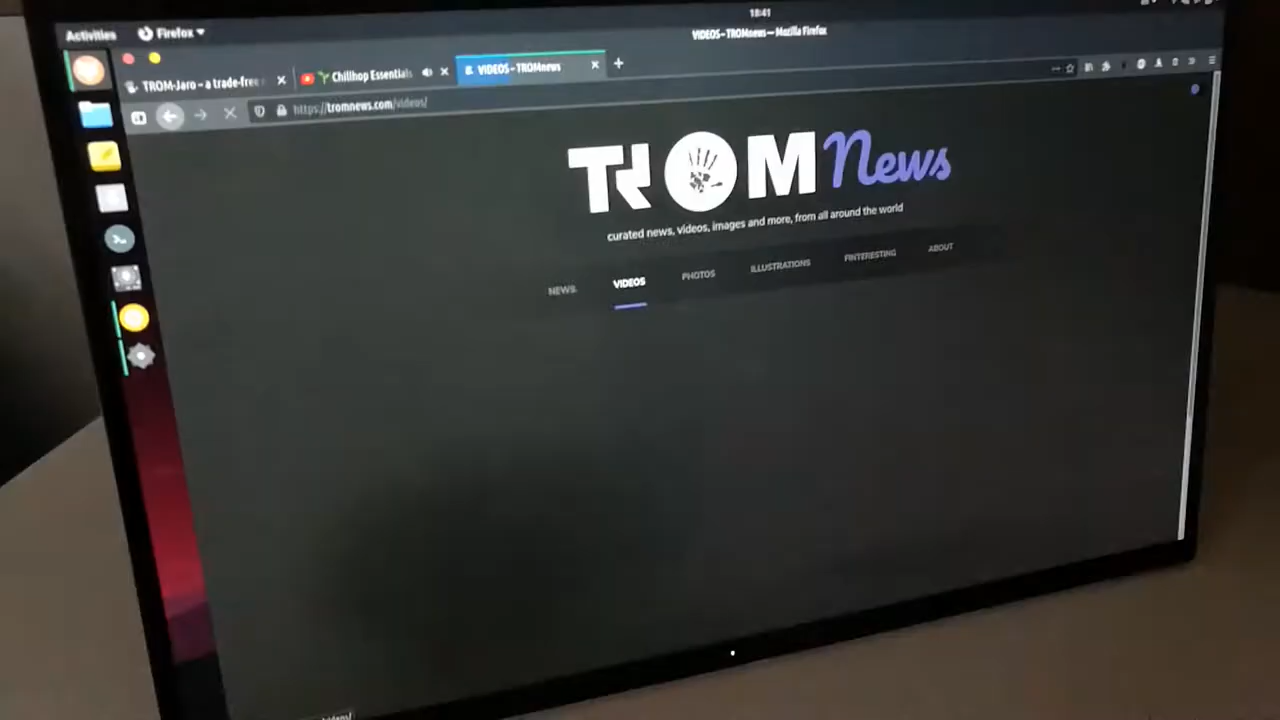 18:41
Activities
Firefox
VIDEOS – TROMnews — Mozilla Firefox
TROM-Jaro – a trade-free
Chillhop Essentials
VIDEOS – TROMnews
https://tromnews.com/videos/
TROM News
curated news, videos, images and more, from all around the world
NEWS
VIDEOS
PHOTOS
ILLUSTRATIONS
FINTERESTING
ABOUT